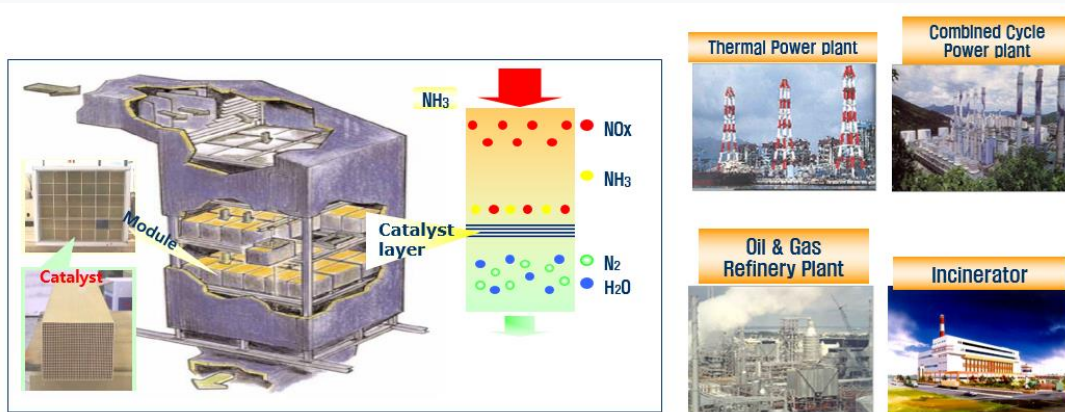 NH3
NOx
NH3
Catalyst
layer
N2
H2O
Module
Catalyst
Thermal Power plant
Combined Cycle
Power plant
Oil & Gas
Refinery Plant
Incinerator